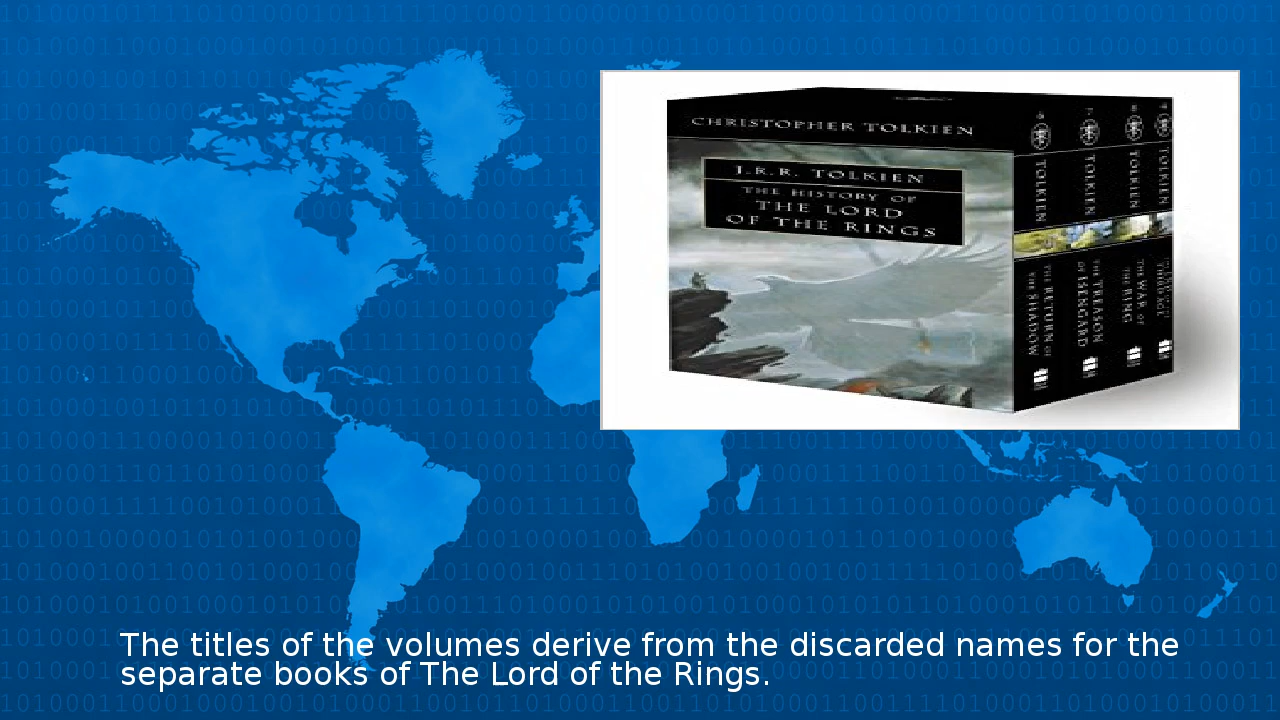 CHRISTOPHER TOLKIEN
J.R.R. TOLKIEN
THE HISTORY OF
THE LORD
OF THE RINGS
TOLKIEN
THE RETURN OF
THE SHADOW
TOLKIEN
THE TREASON
OF ISENGARD
TOLKIEN
THE WAR OF
THE RING
TOLKIEN
The titles of the volumes derive from the discarded names for the
separate books of The Lord of the Rings.